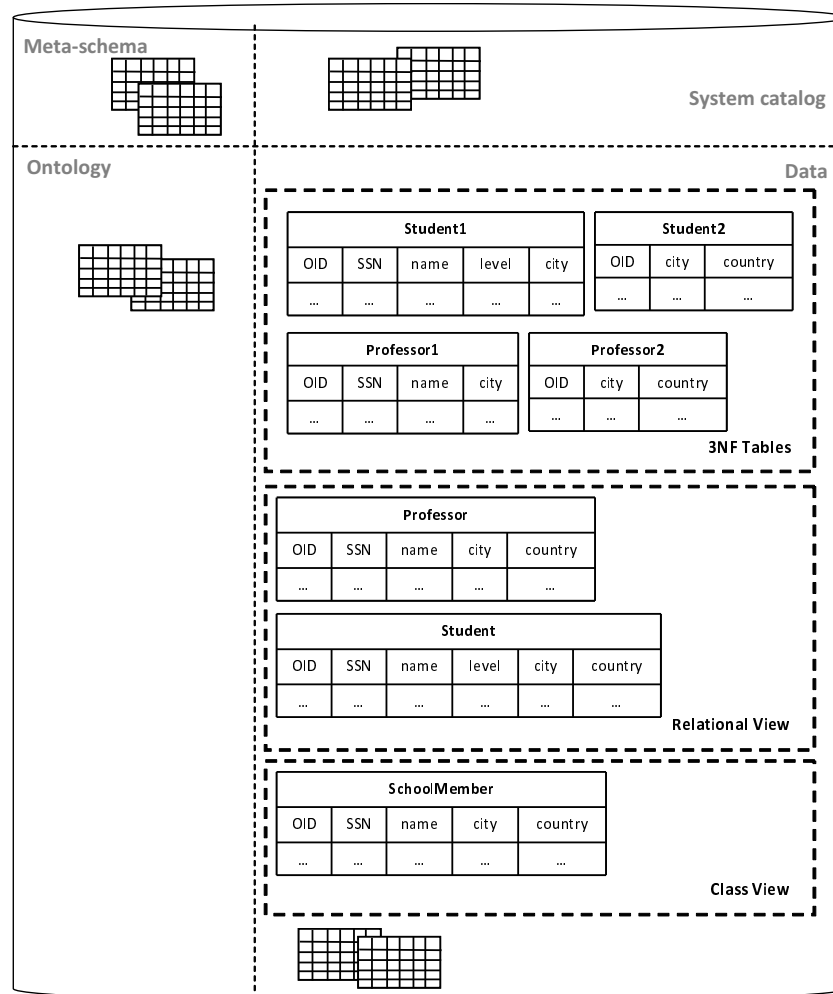 Meta-schema
System catalog
Ontology
Data
Student1
OID SSN name level city
... ... ... ... ...
Student2
OID city country
... ... ...
Professor1
OID SSN name city
... ... ... ...
Professor2
OID city country
... ... ...
3NF Tables
Professor
OID SSN name city country
... ... ... ... ...
Student
OID SSN name level city country
... ... ... ... ... ...
Relational View
SchoolMember
OID SSN name city country
... ... ... ... ...
Class View